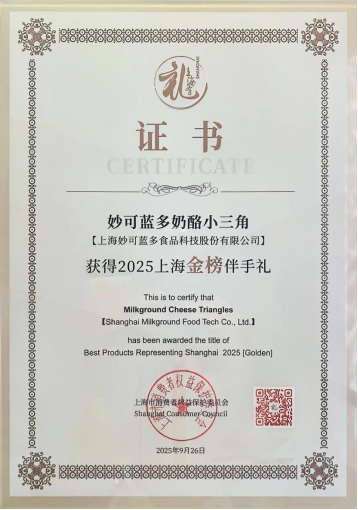 礼
上海有
证书
CERTIFICATE
妙可蓝多奶酪小三角
【上海妙可蓝多食品科技股份有限公司】
获得2025上海金榜伴手礼
This is to certify that
Milkground Cheese Triangles
【Shanghai Milkground Food Tech Co., Ltd.】
has been awarded the title of
Best Products Representing Shanghai 2025 [Golden]
上海市消费者权益保护委员会
Shanghai Consumer Council
2025年9月26日